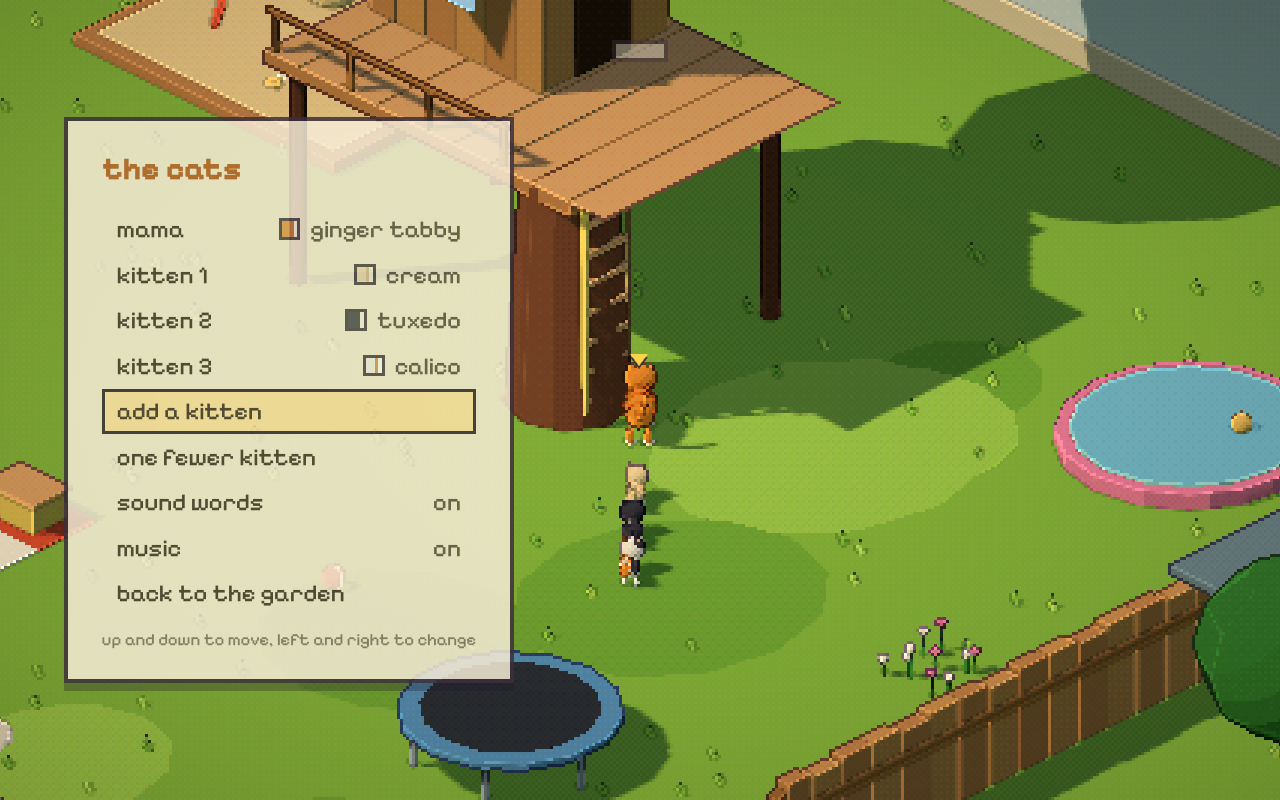 the cats
mama ginger tabby
kitten 1 cream
kitten 2 tuxedo
kitten 3 calico
add a kitten
one fewer kitten
sound words on
music on
back to the garden
up and down to move, left and right to change